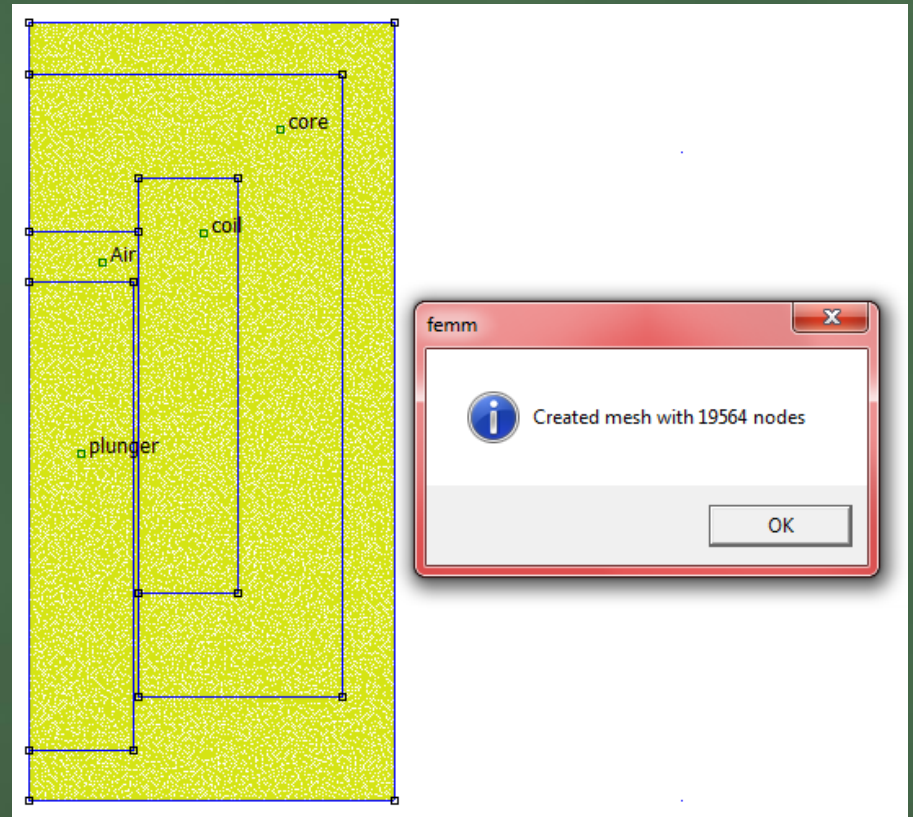 core
coil
Air
femm
Created mesh with 19564 nodes
plunger
OK